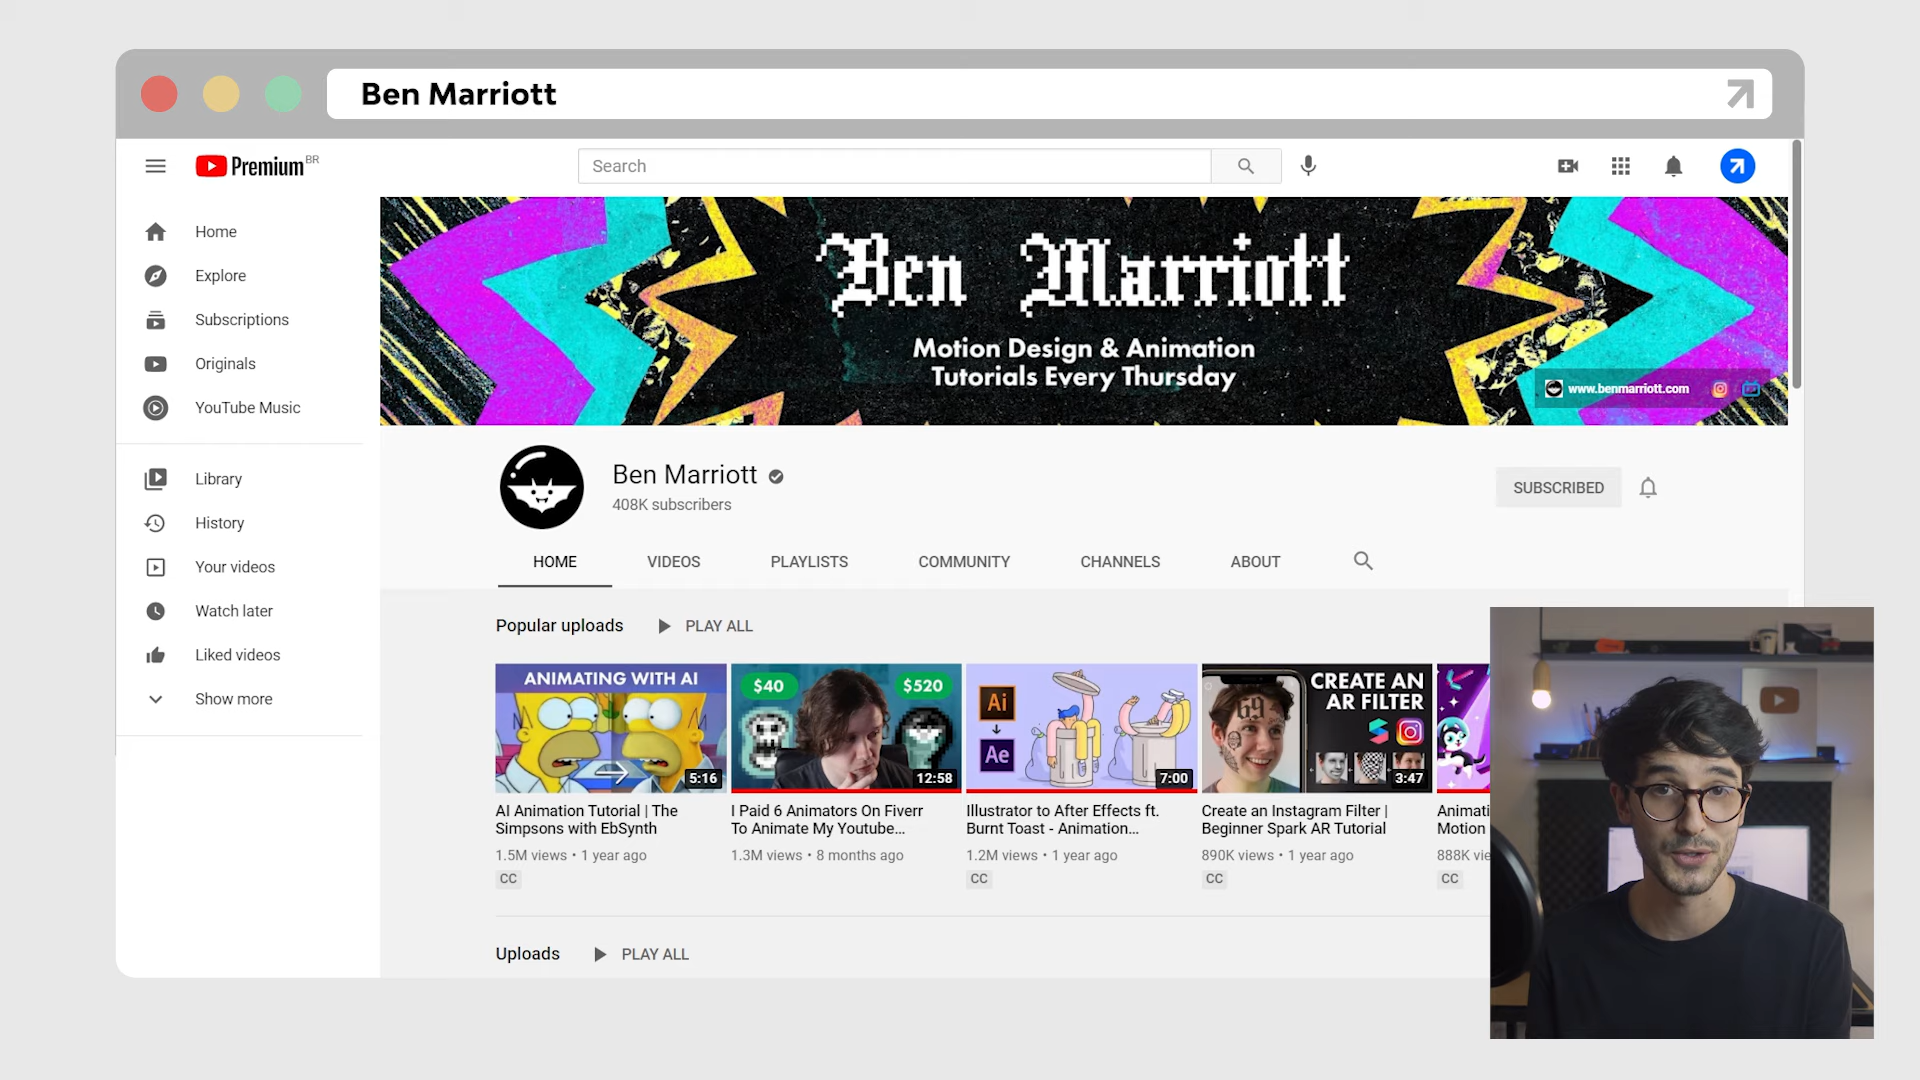 Ben Marriott
Premium BR
Search
Home
Explore
Subscriptions
Originals
YouTube Music
Library
History
Your videos
Watch later
Liked videos
Show more
Ben Marriott
Motion Design & Animation
Tutorials Every Thursday
www.benmarriott.com
Ben Marriott
408K subscribers
SUBSCRIBED
HOME
VIDEOS
PLAYLISTS
COMMUNITY
CHANNELS
ABOUT
Popular uploads
PLAY ALL
ANIMATING WITH AI
5:16
AI Animation Tutorial | The
Simpsons with EbSynth
1.5M views • 1 year ago
CC
$40
$520
12:58
I Paid 6 Animators On Fiverr
To Animate My Youtube...
1.3M views • 8 months ago
Ai
Ae
7:00
Illustrator to After Effects ft.
Burnt Toast - Animation...
1.2M views • 1 year ago
CC
CREATE AN
AR FILTER
69
3:47
Create an Instagram Filter |
Beginner Spark AR Tutorial
890K views • 1 year ago
CC
Animati
Motion
888K vie
CC
Uploads
PLAY ALL